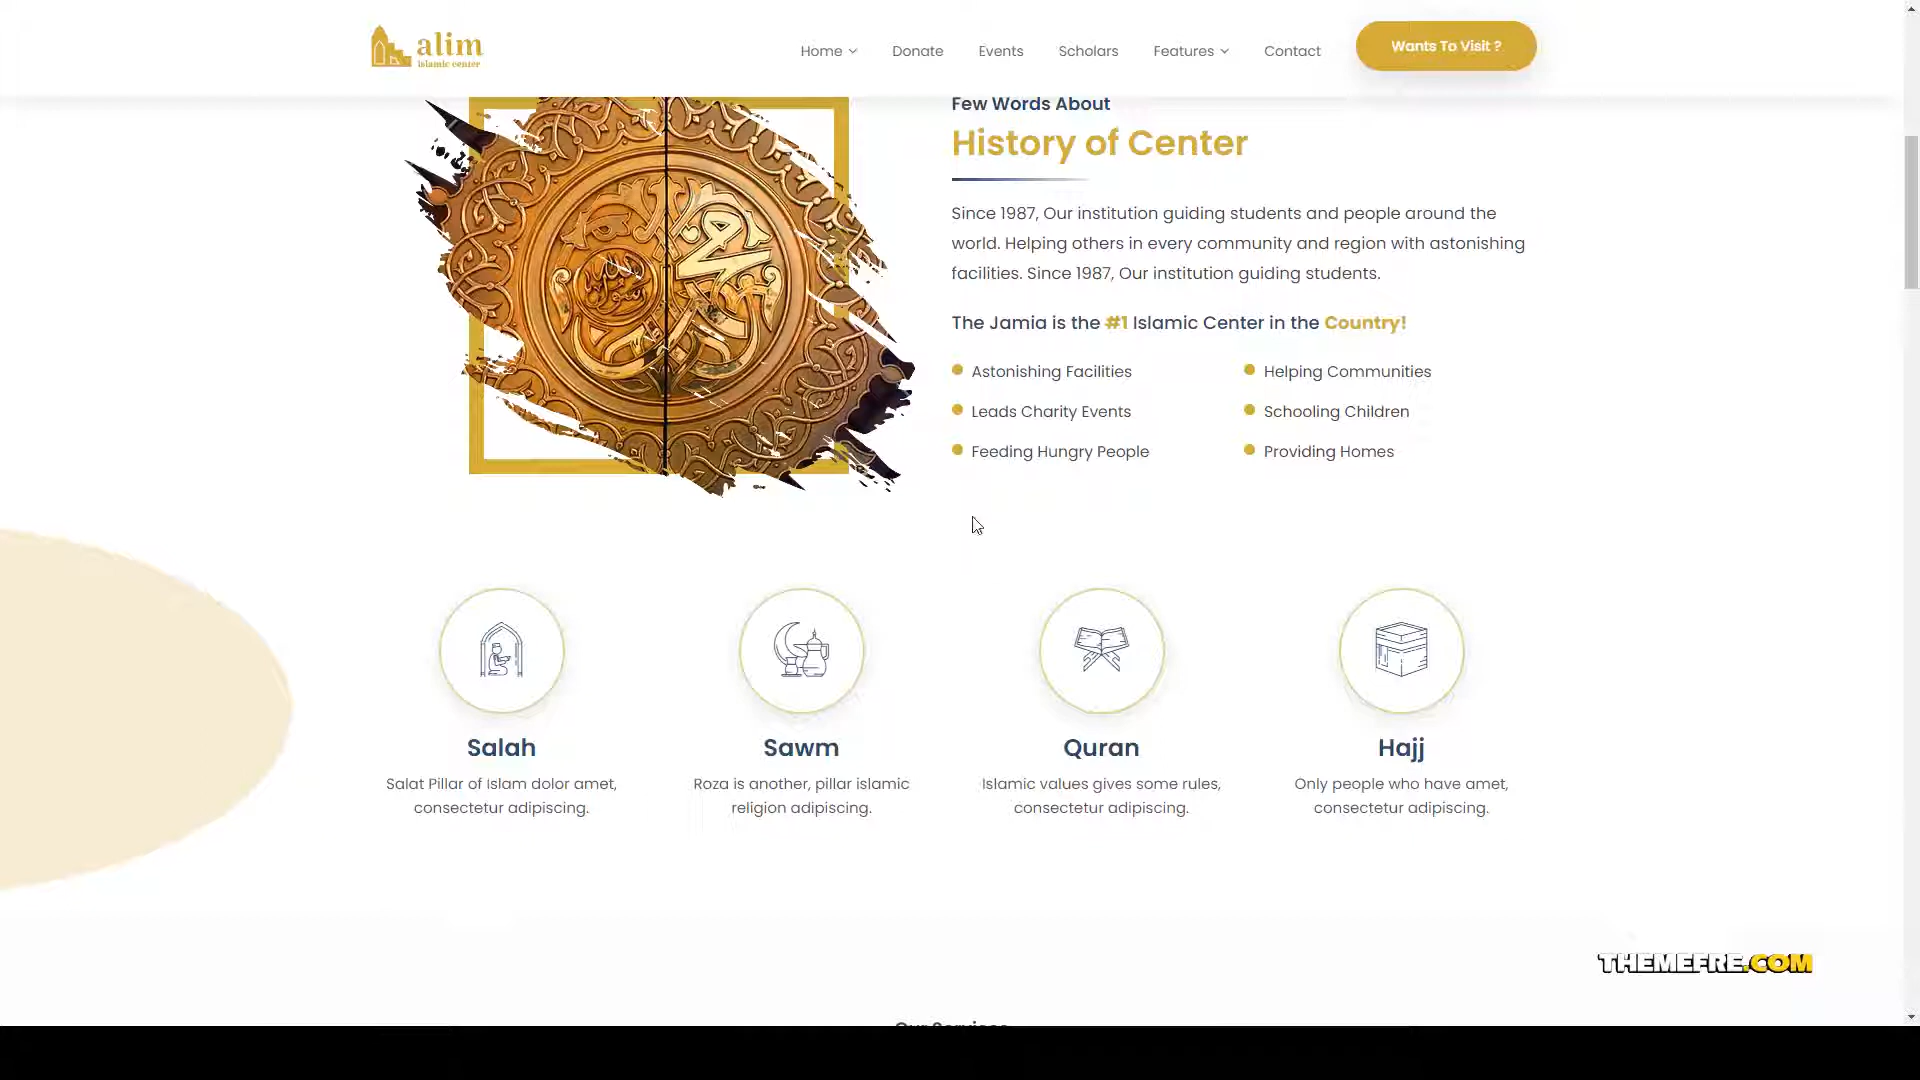 alim
islamic center
Home
Donate
Events
Scholars
Features
Contact
Wants To Visit ?
Few Words About
History of Center
Since 1987, Our institution guiding students and people around the
world. Helping others in every community and region with astonishing
facilities. Since 1987, Our institution guiding students.
The Jamia is the #1 Islamic Center in the Country!
Astonishing Facilities
Helping Communities
Leads Charity Events
Schooling Children
Feeding Hungry People
Providing Homes
Salah
Salat Pillar of Islam dolor amet,
consectetur adipiscing.
Sawm
Roza is another, pillar islamic
religion adipiscing.
Quran
Islamic values gives some rules,
consectetur adipiscing.
Hajj
Only people who have amet,
consectetur adipiscing.
THEMEFRE.COM
Our Services